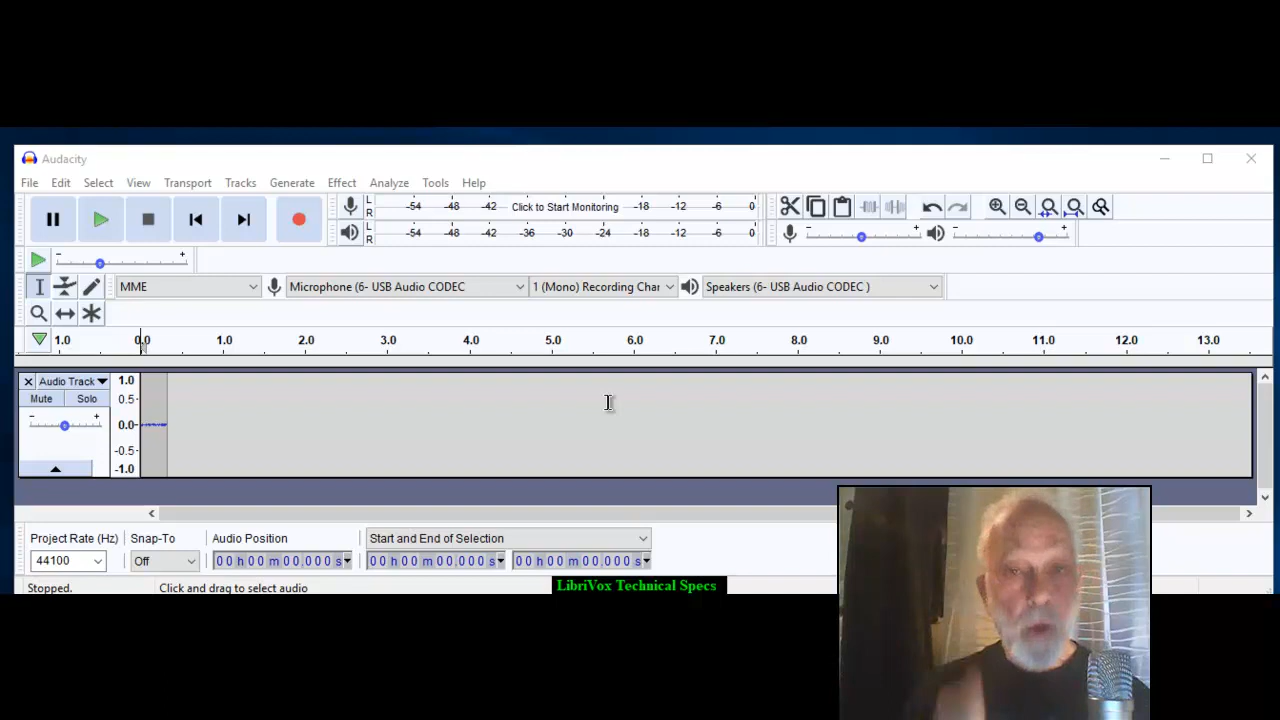 Audacity
File Edit Select View Transport Tracks Generate Effect Analyze Tools Help
L
R
-54 -48 -42 Click to Start Monitoring -18 -12 -6 0
L
R
-54 -48 -42 -36 -30 -24 -18 -12 -6 0
- +
- +
- +
MME
Microphone (6- USB Audio CODEC
1 (Mono) Recording Char
Speakers (6- USB Audio CODEC )
1.0 0.0 1.0 2.0 3.0 4.0 5.0 6.0 7.0 8.0 9.0 10.0 11.0 12.0 13.0
Audio Track
Mute Solo
- +
1.0
0.5-
0.0-
-0.5-
-1.0
Project Rate (Hz) Snap-To Audio Position Start and End of Selection
44100 Off 00 h 00 m 00.000 s 00 h 00 m 00.000 s 00 h 00 m 00.000 s
Stopped. Click and drag to select audio
LibriVox Technical Specs